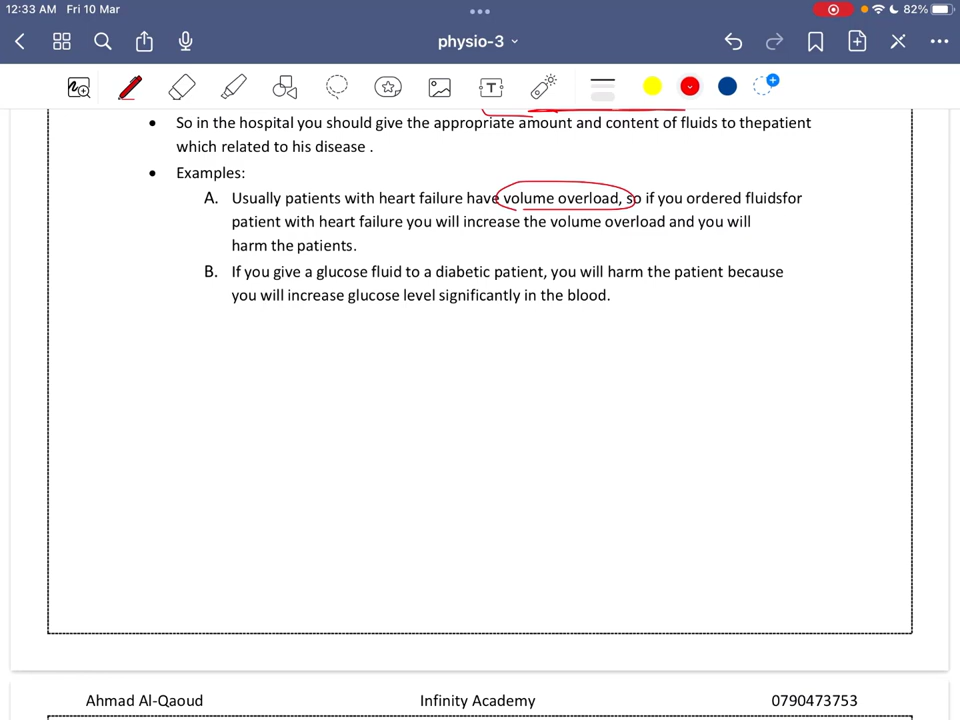 12:33 AM Fri 10 Mar
82%
physio-3
T
So in the hospital you should give the appropriate amount and content of fluids to thepatient
which related to his disease .
Examples:
A. Usually patients with heart failure have volume overload, so if you ordered fluidsfor
patient with heart failure you will increase the volume overload and you will
harm the patients.
B. If you give a glucose fluid to a diabetic patient, you will harm the patient because
you will increase glucose level significantly in the blood.
Ahmad Al-Qaoud Infinity Academy 0790473753